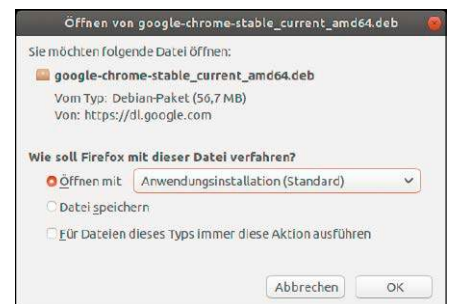 Öffnen von google-chrome-stable_current_amd64.deb
Sie möchten folgende Datei öffnen:
google-chrome-stable_current_amd64.deb
Vom Typ: Debian-Paket (56,7 MB)
Von: https://dl.google.com
Wie soll Firefox mit dieser Datei verfahren?
Öffnen mit Anwendungsinstallation (Standard)
Datei speichern
Für Dateien dieses Typs immer diese Aktion ausführen
Abbrechen OK